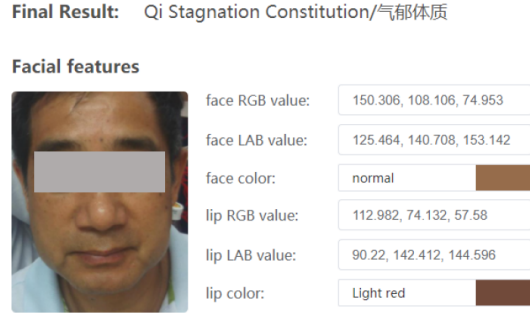 Final Result: Qi Stagnation Constitution/气郁体质
Facial features
face RGB value: 150.306, 108.106, 74.953
face LAB value: 125.464, 140.708, 153.142
face color: normal
lip RGB value: 112.982, 74.132, 57.58
lip LAB value: 90.22, 142.412, 144.596
lip color: Light red